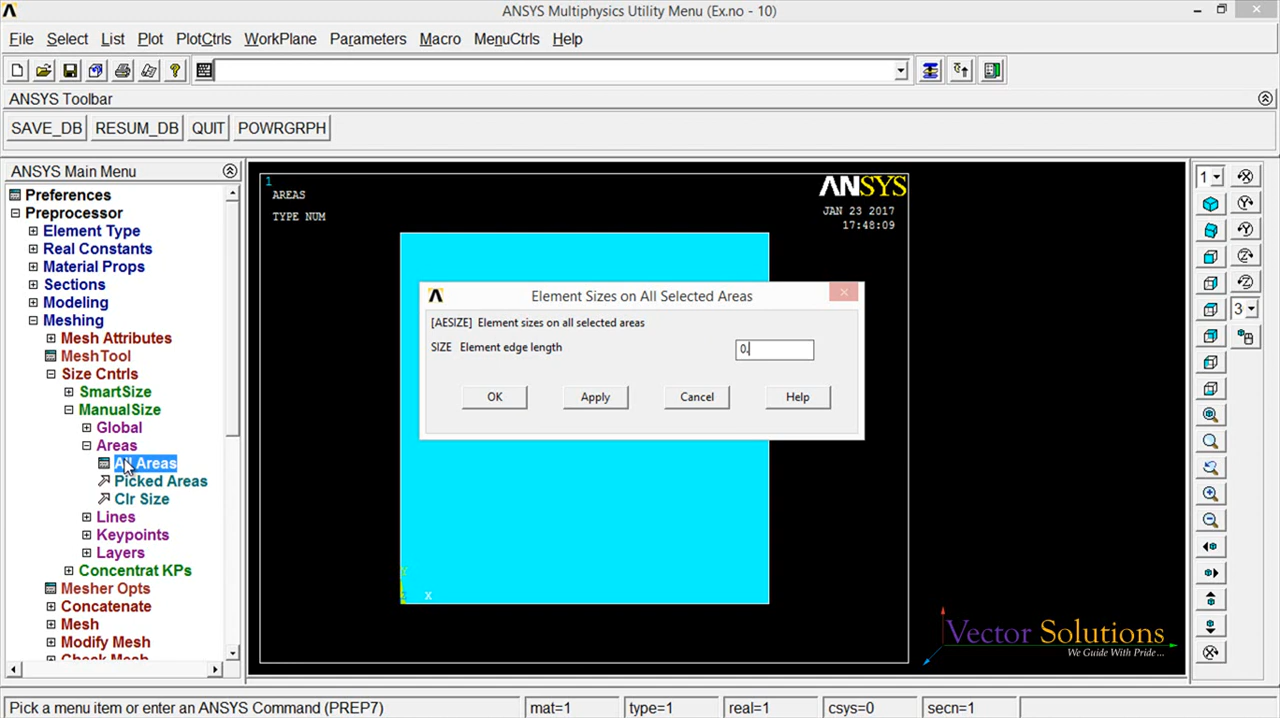 ANSYS Multiphysics Utility Menu (Ex.no - 10)
File Select List Plot PlotCtrls WorkPlane Parameters Macro MenuCtrls Help
ANSYS Toolbar
SAVE_DB RESUM_DB QUIT POWRGRPH
ANSYS Main Menu
Preferences
Preprocessor
Element Type
Real Constants
Material Props
Sections
Modeling
Meshing
Mesh Attributes
MeshTool
Size Cntrls
SmartSize
ManualSize
Global
Areas
All Areas
Picked Areas
Clr Size
Lines
Keypoints
Layers
Concentrat KPs
Mesher Opts
Concatenate
Mesh
Modify Mesh
Check Mesh
1
AREAS
TYPE NUM
ANSYS
JAN 23 2017
17:48:09
Element Sizes on All Selected Areas
[AESIZE] Element sizes on all selected areas
SIZE Element edge length
0.
OK Apply Cancel Help
Y
Z X
1
3
Vector Solutions
We Guide With Pride...
Pick a menu item or enter an ANSYS Command (PREP7) mat=1 type=1 real=1 csys=0 secn=1